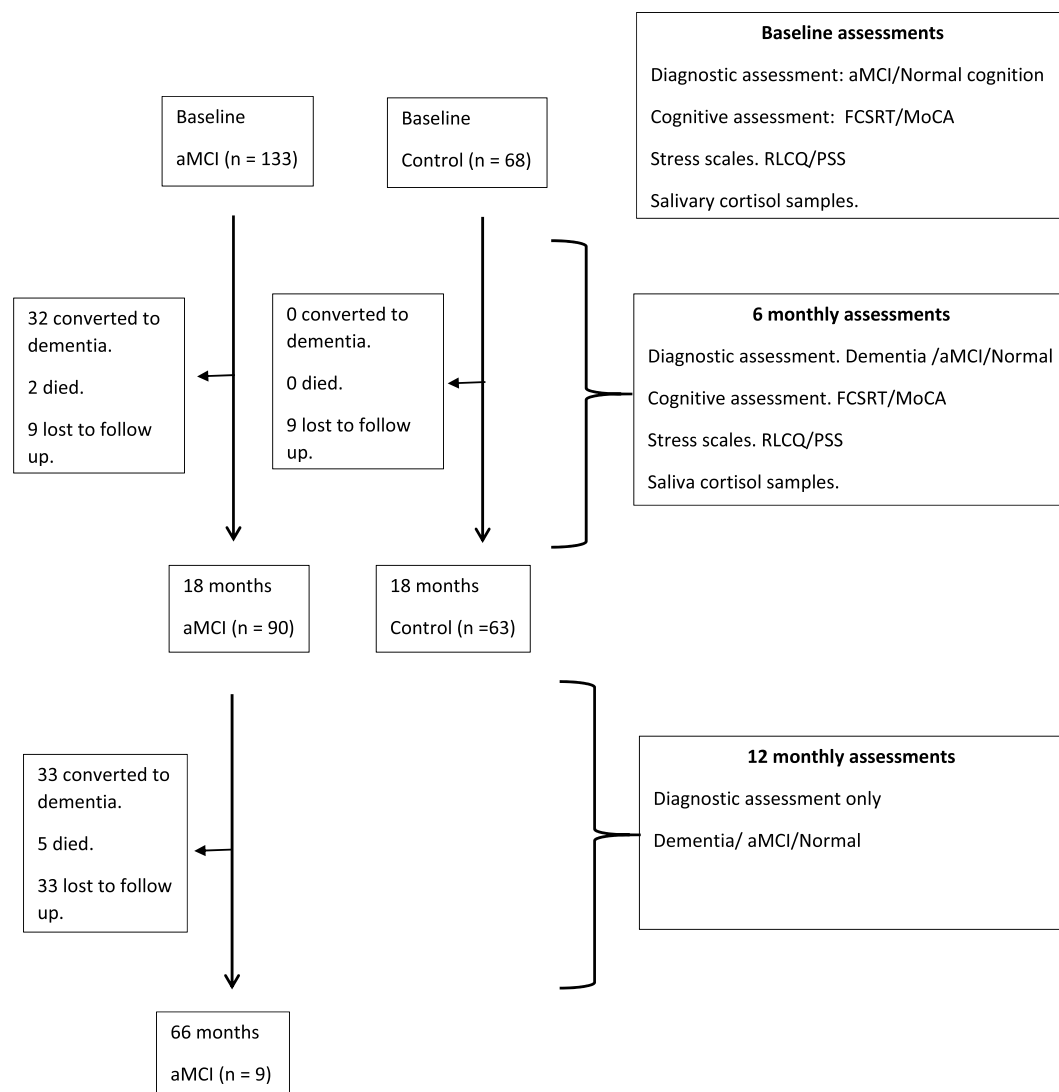 Baseline assessments
Diagnostic assessment: aMCI/Normal cognition
Cognitive assessment: FCSRT/MoCA
Stress scales. RLCQ/PSS
Salivary cortisol samples.
Baseline
aMCI (n = 133)
Baseline
Control (n = 68)
32 converted to
dementia.
2 died.
9 lost to follow
up.
0 converted to
dementia.
0 died.
9 lost to follow
up.
6 monthly assessments
Diagnostic assessment. Dementia /aMCI/Normal
Cognitive assessment. FCSRT/MoCA
Stress scales. RLCQ/PSS
Saliva cortisol samples.
18 months
aMCI (n = 90)
18 months
Control (n =63)
33 converted to
dementia.
5 died.
33 lost to follow
up.
12 monthly assessments
Diagnostic assessment only
Dementia/ aMCI/Normal
66 months
aMCI (n = 9)